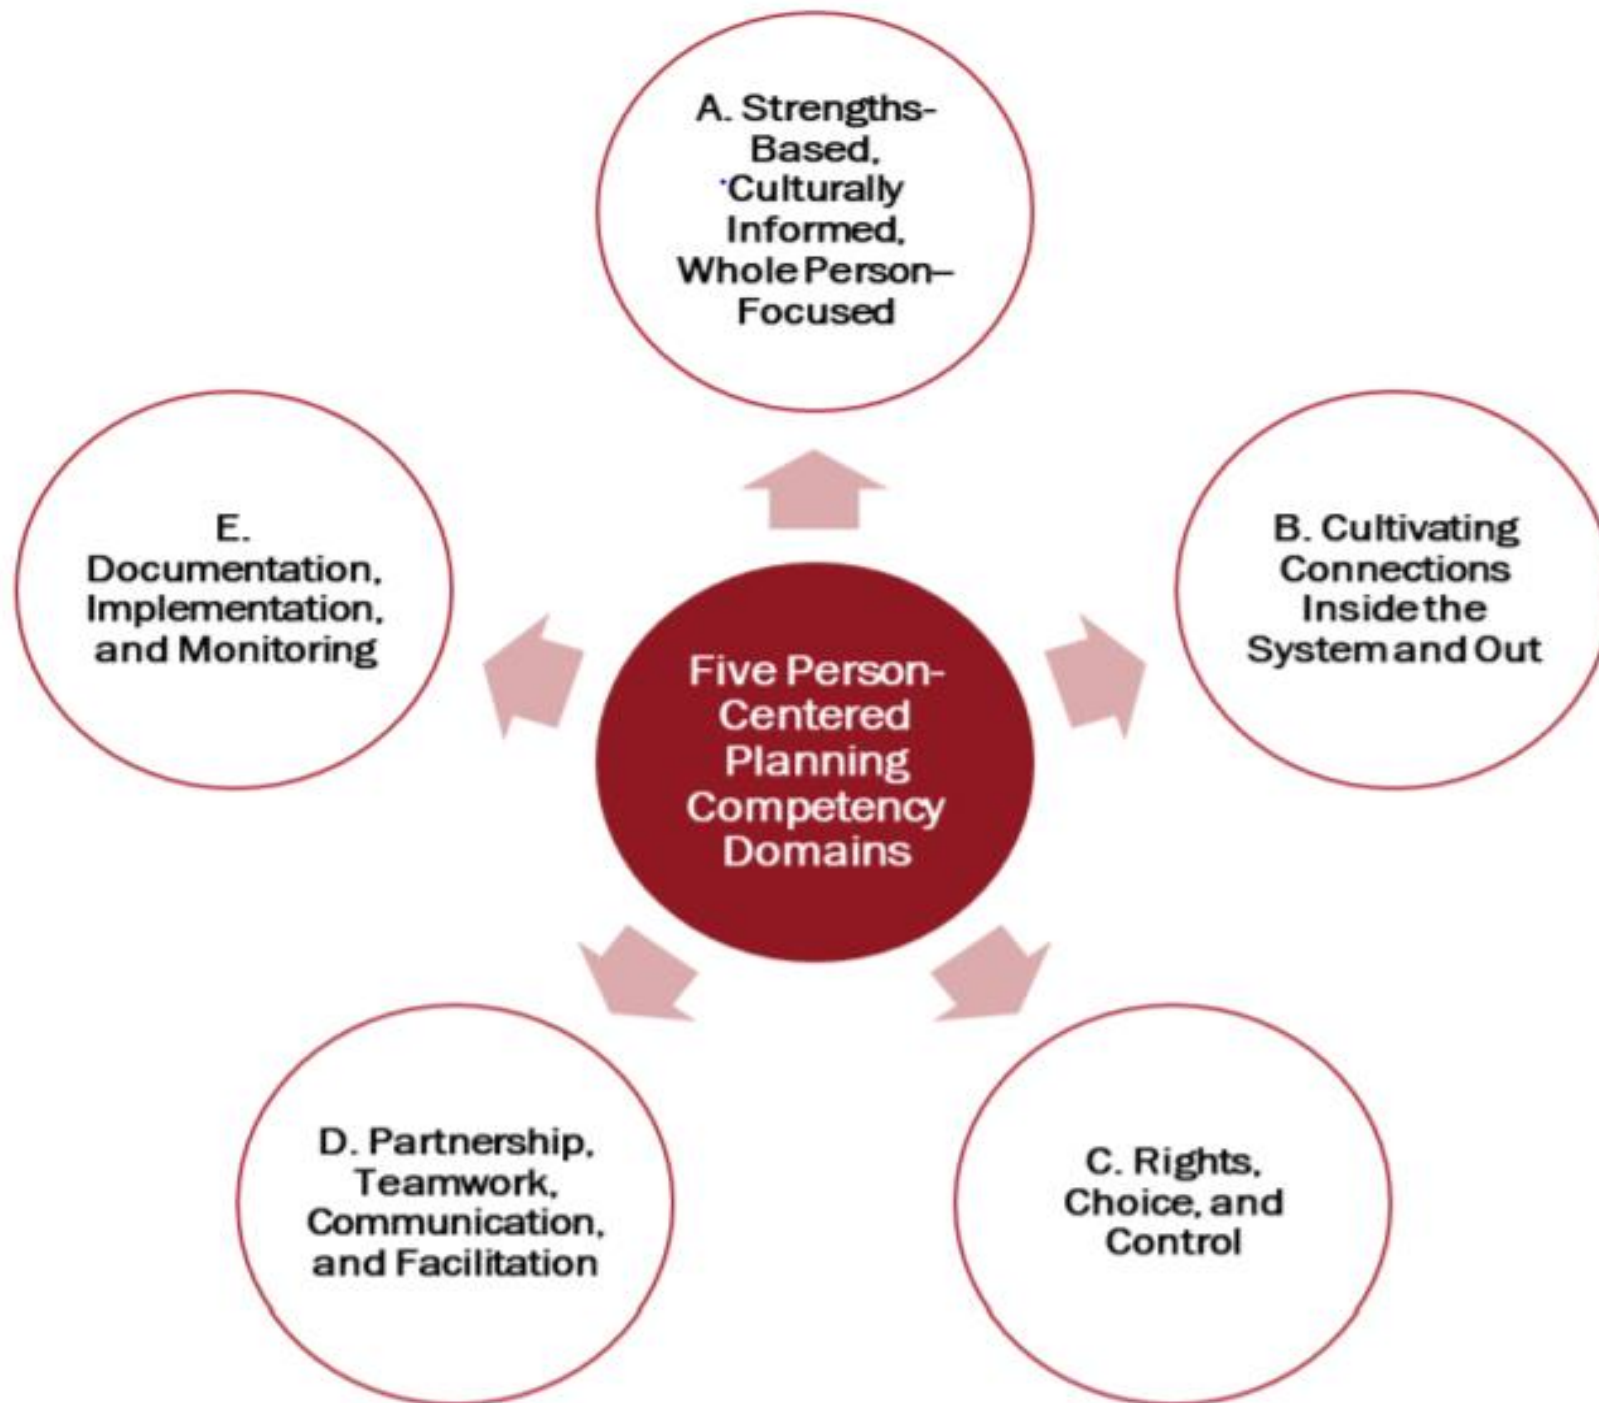 A. Strengths-
Based,
Culturally
Informed,
Whole Person–
Focused
B. Cultivating
Connections
Inside the
System and Out
C. Rights,
Choice, and
Control
D. Partnership,
Teamwork,
Communication,
and Facilitation
E.
Documentation,
Implementation,
and Monitoring
Five Person-
Centered
Planning
Competency
Domains